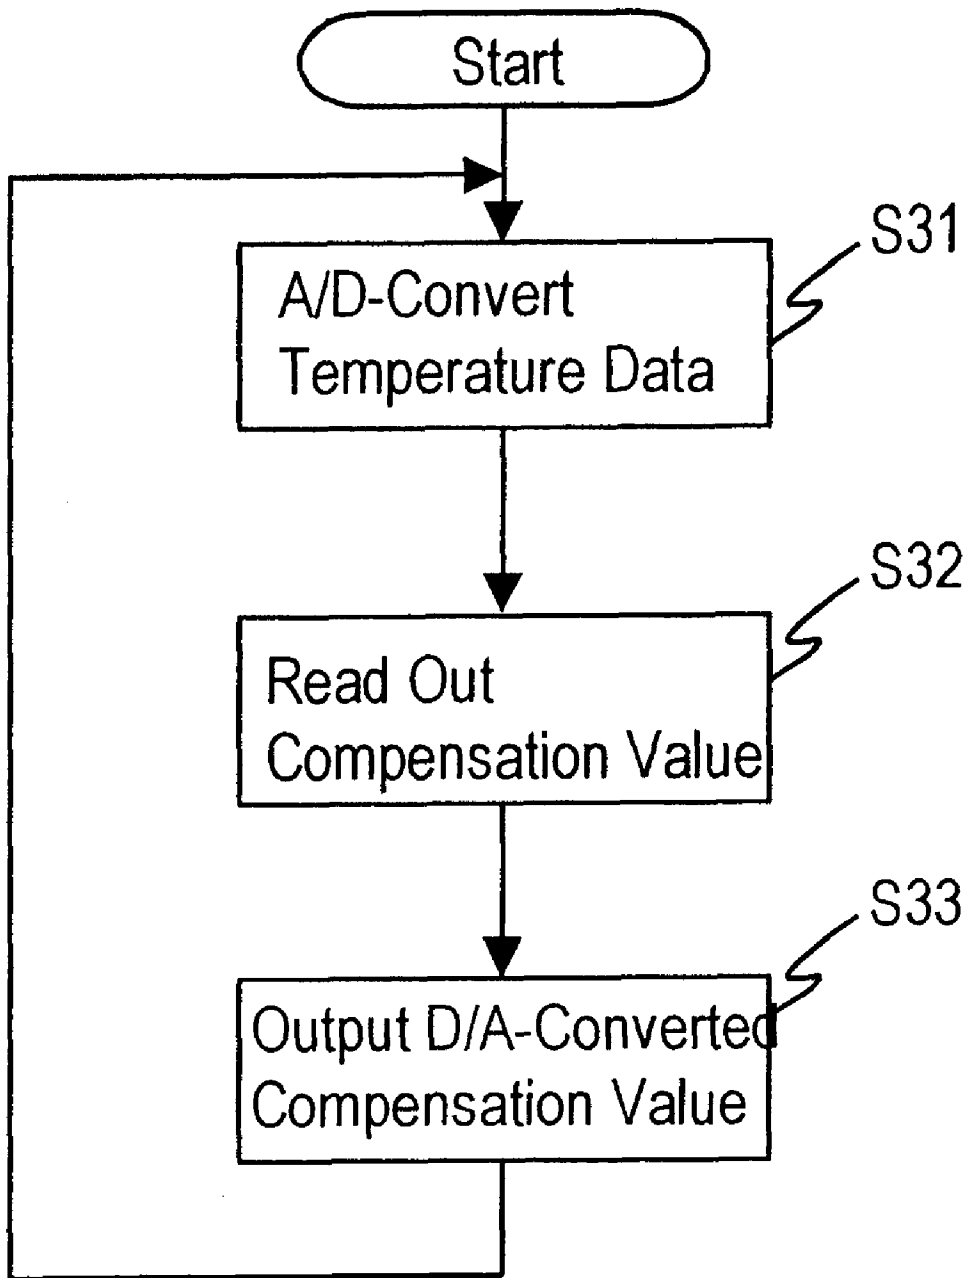 Start
S31
A/D-Convert
Temperature Data
S32
Read Out
Compensation Value
S33
Output D/A-Converted
Compensation Value